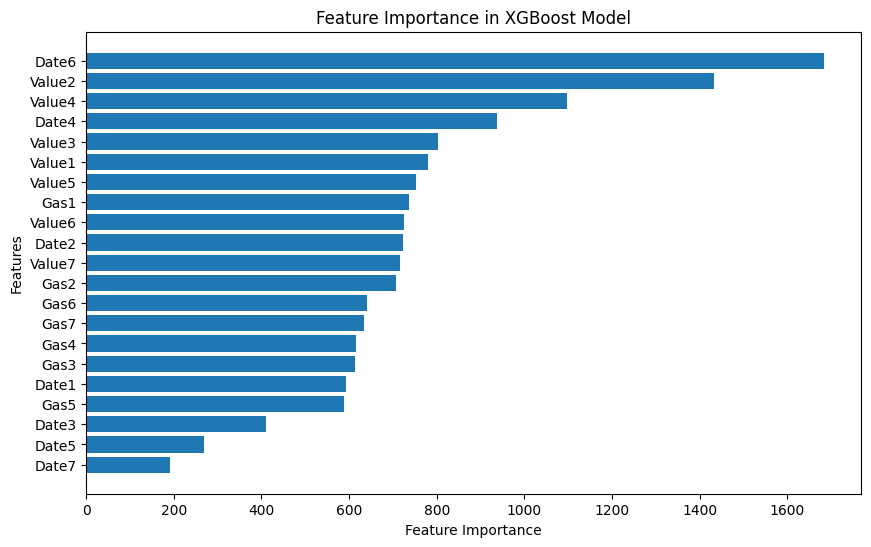 Feature Importance in XGBoost Model
Features
Date6
Value2
Value4
Date4
Value3
Value1
Value5
Gas1
Value6
Date2
Value7
Gas2
Gas6
Gas7
Gas4
Gas3
Date1
Gas5
Date3
Date5
Date7
0 200 400 600 800 1000 1200 1400 1600
Feature Importance